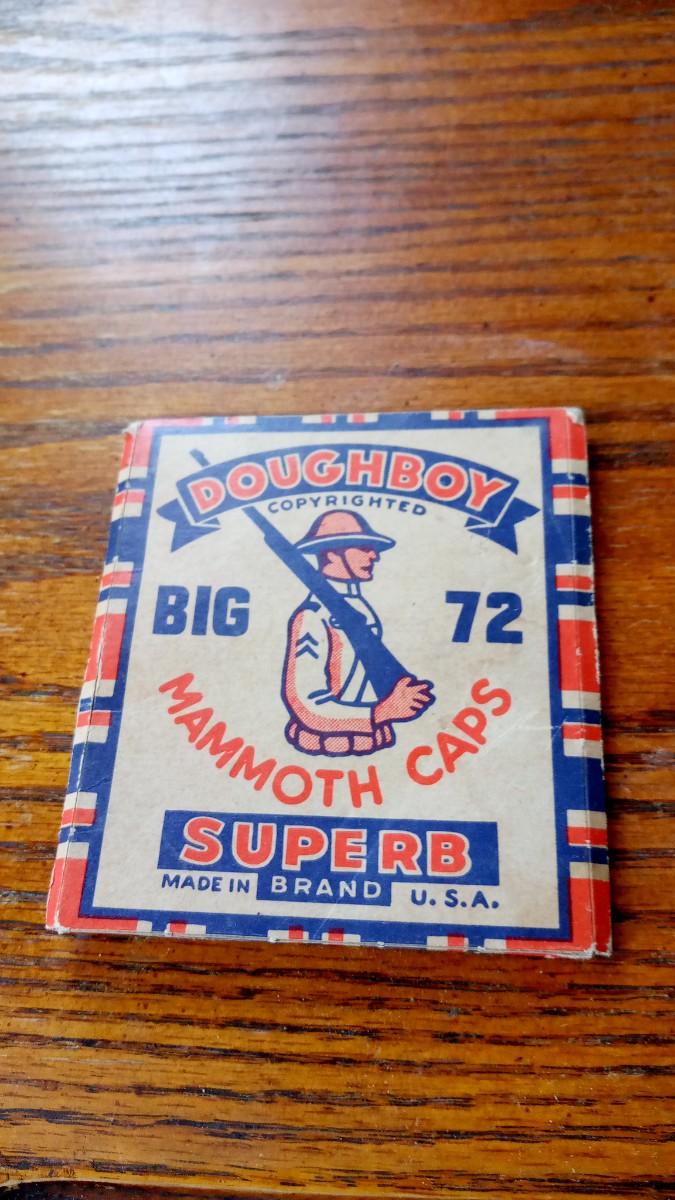 DOUGHBOY
COPYRIGHTED
BIG 72
MAMMOTH CAPS
SUPERB
MADE IN BRAND U.S.A.